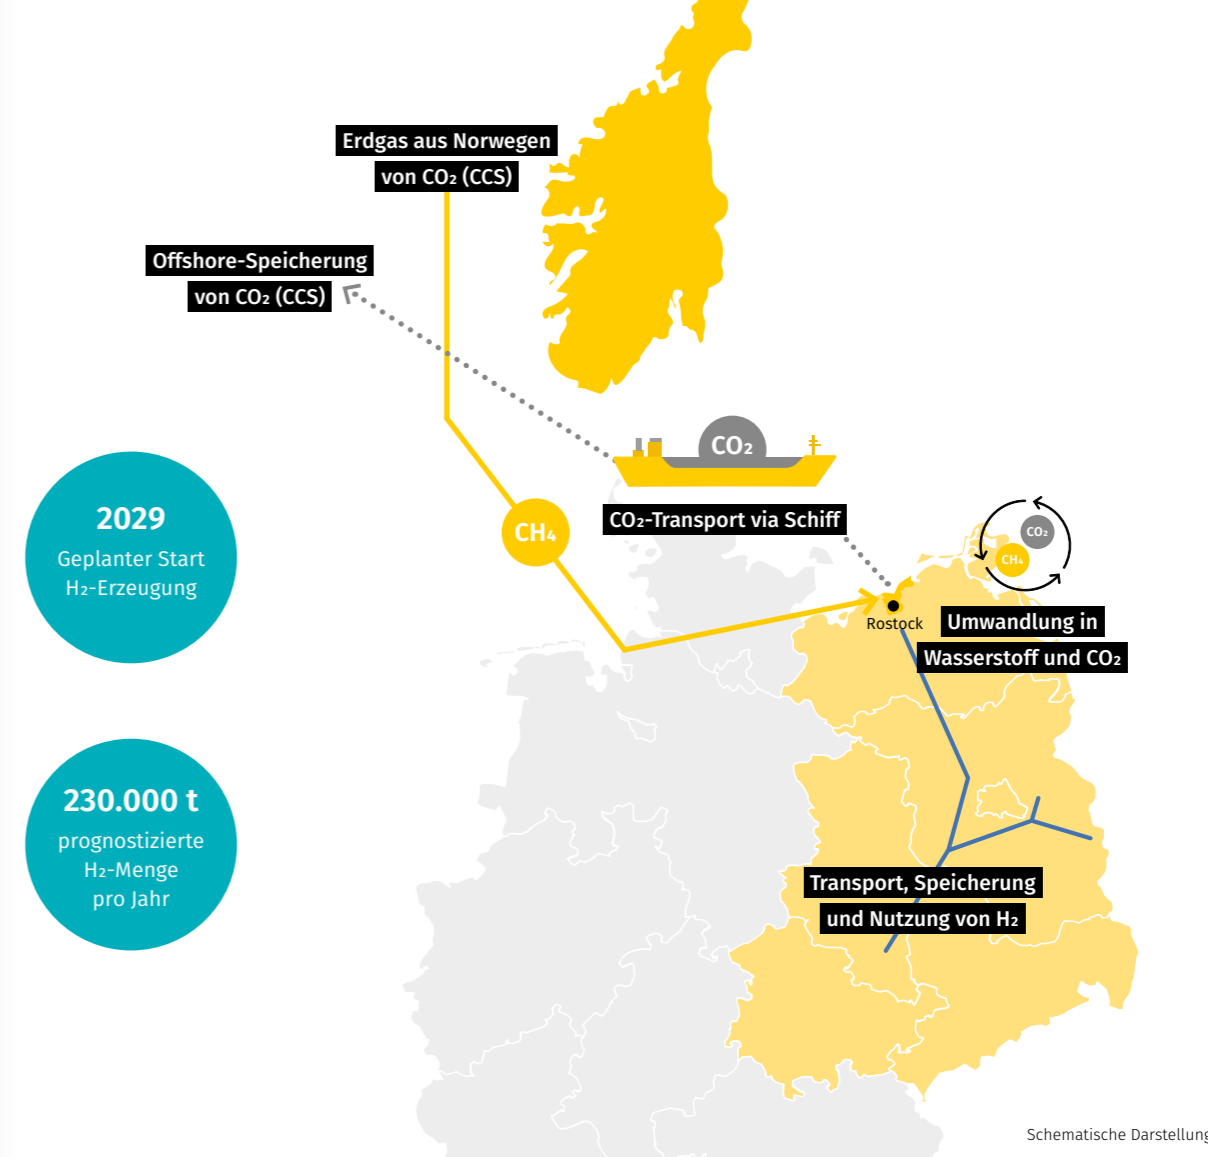 Erdgas aus Norwegen
von CO₂ (CCS)
Offshore-Speicherung
von CO₂ (CCS)
CO₂
CO₂-Transport via Schiff
CH₄
2029
Geplanter Start
H₂-Erzeugung
CO₂
CH₄
Rostock
Umwandlung in
Wasserstoff und CO₂
230.000 t
prognostizierte
H₂-Menge
pro Jahr
Transport, Speicherung
und Nutzung von H₂
Schematische Darstellung